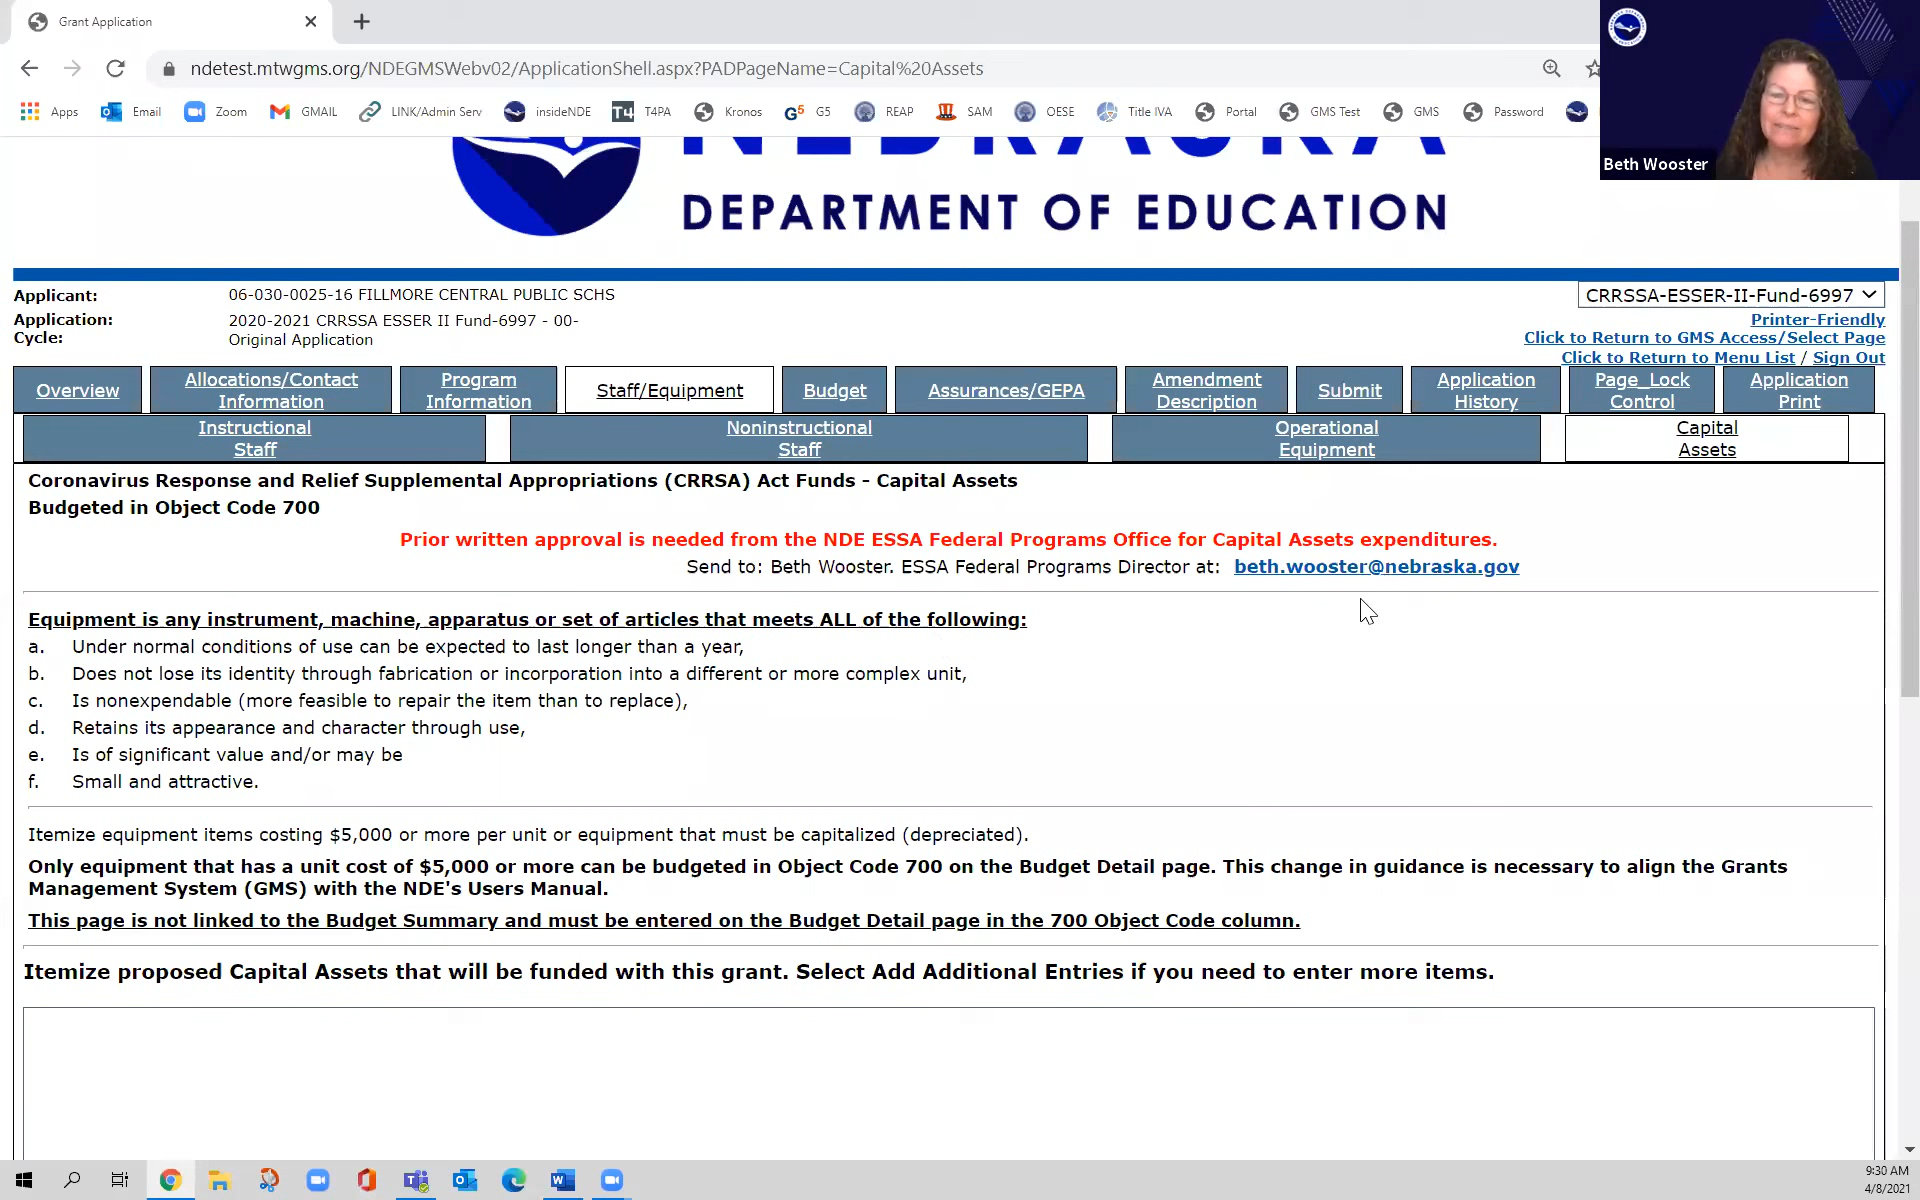 Grant Application
ndetest.mtwgms.org/NDEGMSWebv02/ApplicationShell.aspx?PADPageName=Capital%20Assets
Apps Email Zoom GMAIL LINK/Admin Serv insideNDE T4PA Kronos G5 REAP SAM OESE Title IVA Portal GMS Test GMS Password
Beth Wooster
NEBRASKA
DEPARTMENT OF EDUCATION
Applicant: 06-030-0025-16 FILLMORE CENTRAL PUBLIC SCHS
CRRSSA-ESSER-II-Fund-6997
Application: 2020-2021 CRRSSA ESSER II Fund-6997 - 00-
Printer-Friendly
Cycle: Original Application
Click to Return to GMS Access/Select Page
Click to Return to Menu List / Sign Out
Overview
Allocations/Contact
Information
Program
Information
Staff/Equipment
Budget
Assurances/GEPA
Amendment
Description
Submit
Application
History
Page_Lock
Control
Application
Print
Instructional
Staff
Noninstructional
Staff
Operational
Equipment
Capital
Assets
Coronavirus Response and Relief Supplemental Appropriations (CRRSA) Act Funds - Capital Assets
Budgeted in Object Code 700
Prior written approval is needed from the NDE ESSA Federal Programs Office for Capital Assets expenditures.
Send to: Beth Wooster. ESSA Federal Programs Director at: beth.wooster@nebraska.gov
Equipment is any instrument, machine, apparatus or set of articles that meets ALL of the following:
a. Under normal conditions of use can be expected to last longer than a year,
b. Does not lose its identity through fabrication or incorporation into a different or more complex unit,
c. Is nonexpendable (more feasible to repair the item than to replace),
d. Retains its appearance and character through use,
e. Is of significant value and/or may be
f. Small and attractive.
Itemize equipment items costing $5,000 or more per unit or equipment that must be capitalized (depreciated).
Only equipment that has a unit cost of $5,000 or more can be budgeted in Object Code 700 on the Budget Detail page. This change in guidance is necessary to align the Grants
Management System (GMS) with the NDE's Users Manual.
This page is not linked to the Budget Summary and must be entered on the Budget Detail page in the 700 Object Code column.
Itemize proposed Capital Assets that will be funded with this grant. Select Add Additional Entries if you need to enter more items.
9:30 AM
4/8/2021